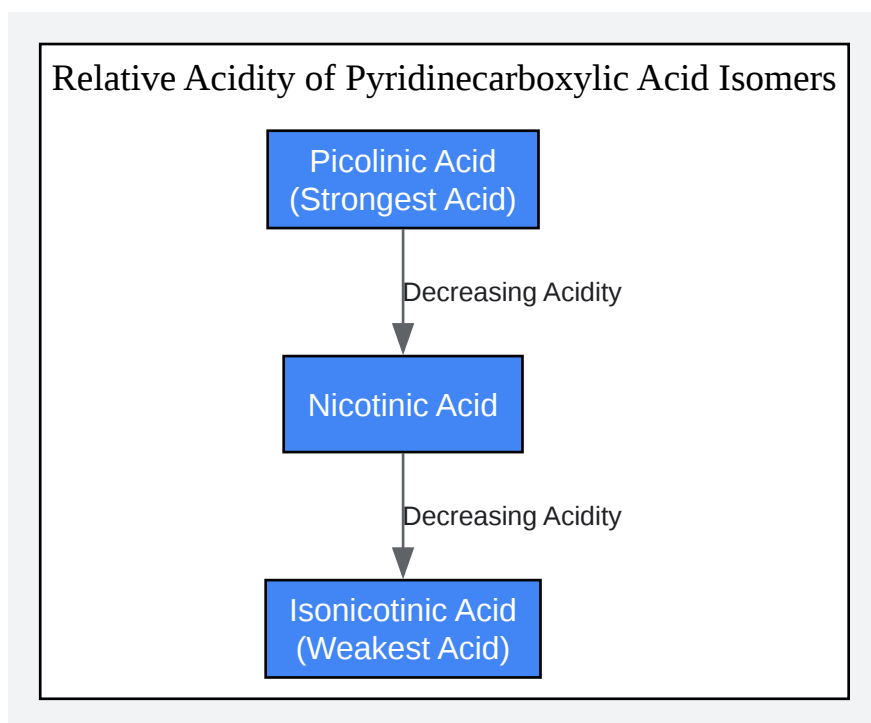 Relative Acidity of Pyridinecarboxylic Acid Isomers
Picolinic Acid
(Strongest Acid)
Decreasing Acidity
Nicotinic Acid
Decreasing Acidity
Isonicotinic Acid
(Weakest Acid)